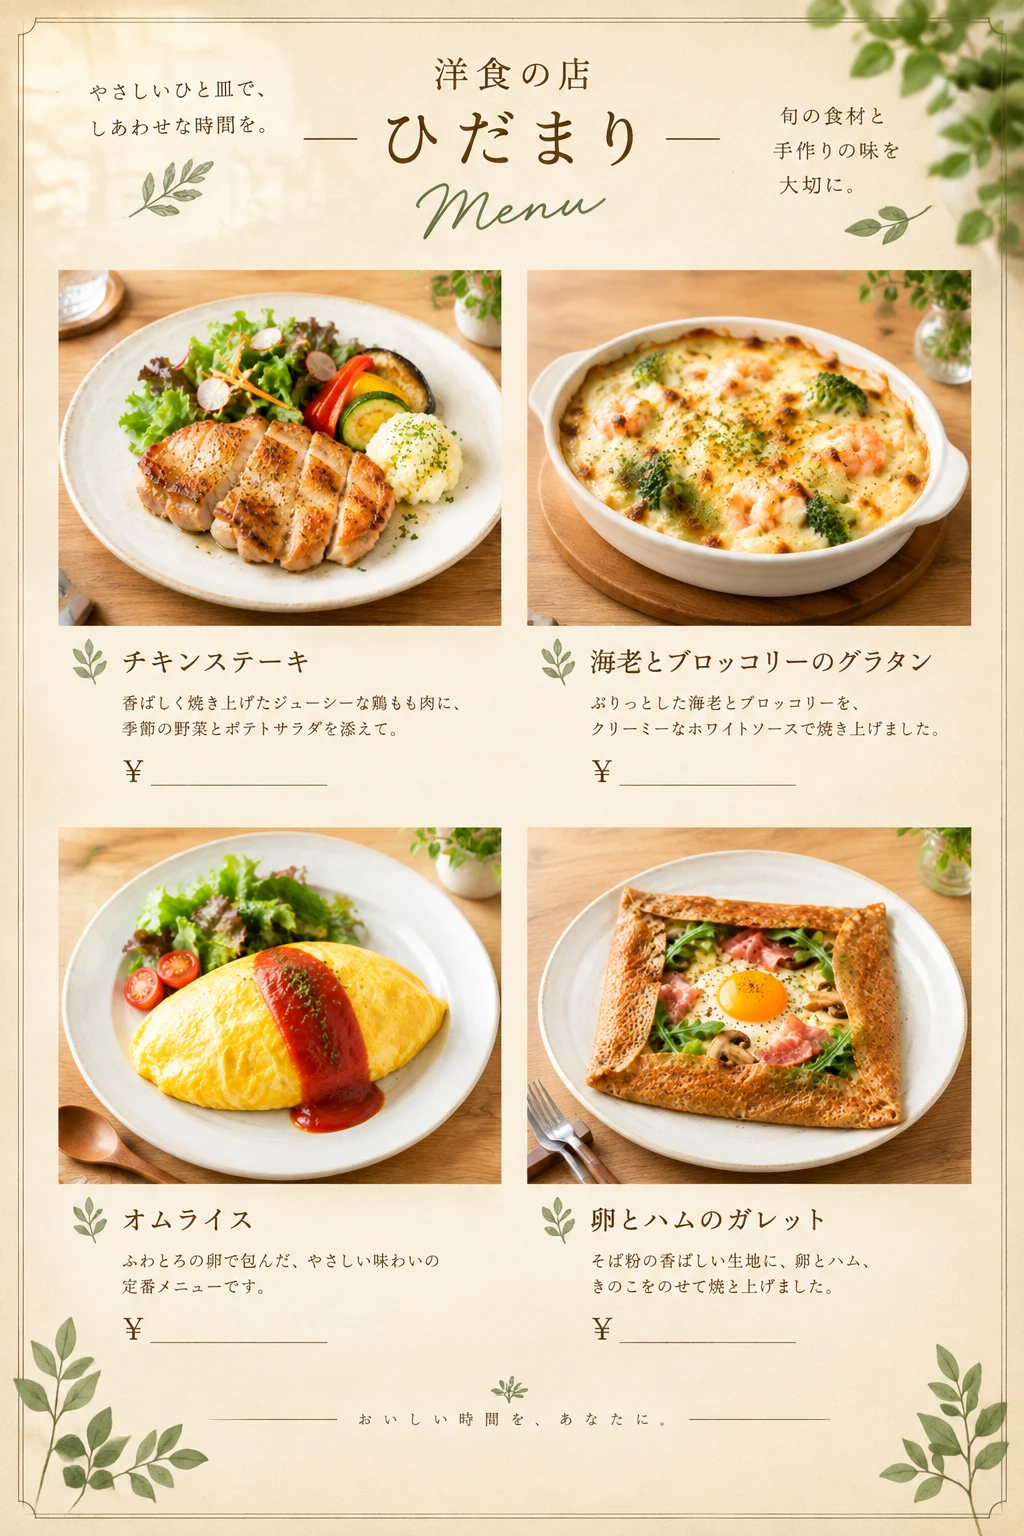 洋食の店
ひだまり
Menu
やさしいひと皿で、
しあわせな時間を。
旬の食材と
手作りの味を
大切に。
チキンステーキ
香ばしく焼き上げたジューシーな鶏もも肉に、
季節の野菜とポテトサラダを添えて。
¥
海老とブロッコリーのグラタン
ぷりっとした海老とブロッコリーを、
クリーミーなホワイトソースで焼き上げました。
¥
オムライス
ふわとろの卵で包んだ、やさしい味わいの
定番メニューです。
¥
卵とハムのガレット
そば粉の香ばしい生地に、卵とハム、
きのこをのせて焼と上げました。
¥
おいしい時間を、あなたに。